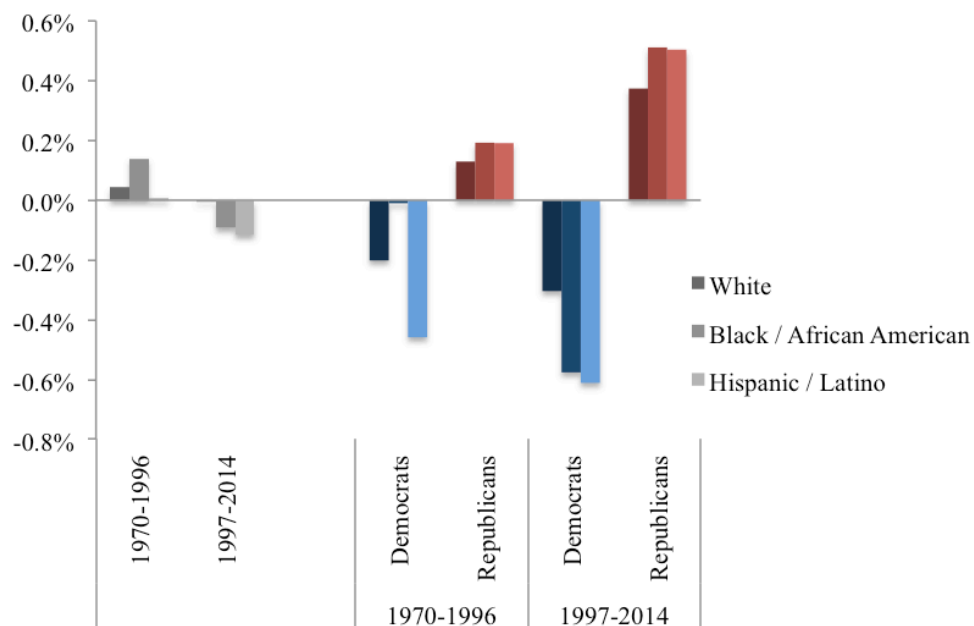 0.6%
0.4%
0.2%
0.0%
-0.2%
-0.4%
-0.6%
-0.8%
White
Black / African American
Hispanic / Latino
1970-1996
1997-2014
Democrats
Republicans
Democrats
Republicans
1970-1996
1997-2014